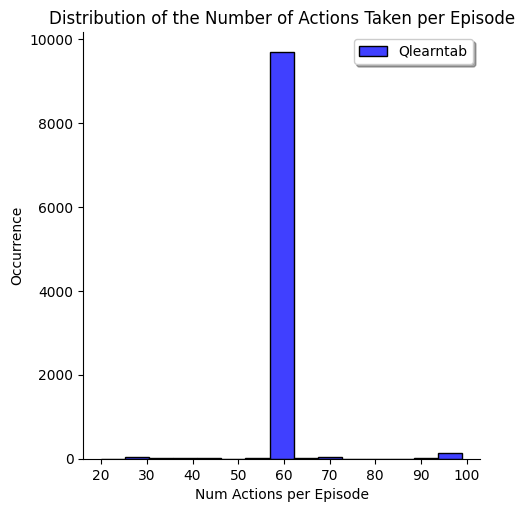 Distribution of the Number of Actions Taken per Episode
Qlearntab
10000
8000
6000
4000
2000
0
Occurrence
20 30 40 50 60 70 80 90 100
Num Actions per Episode